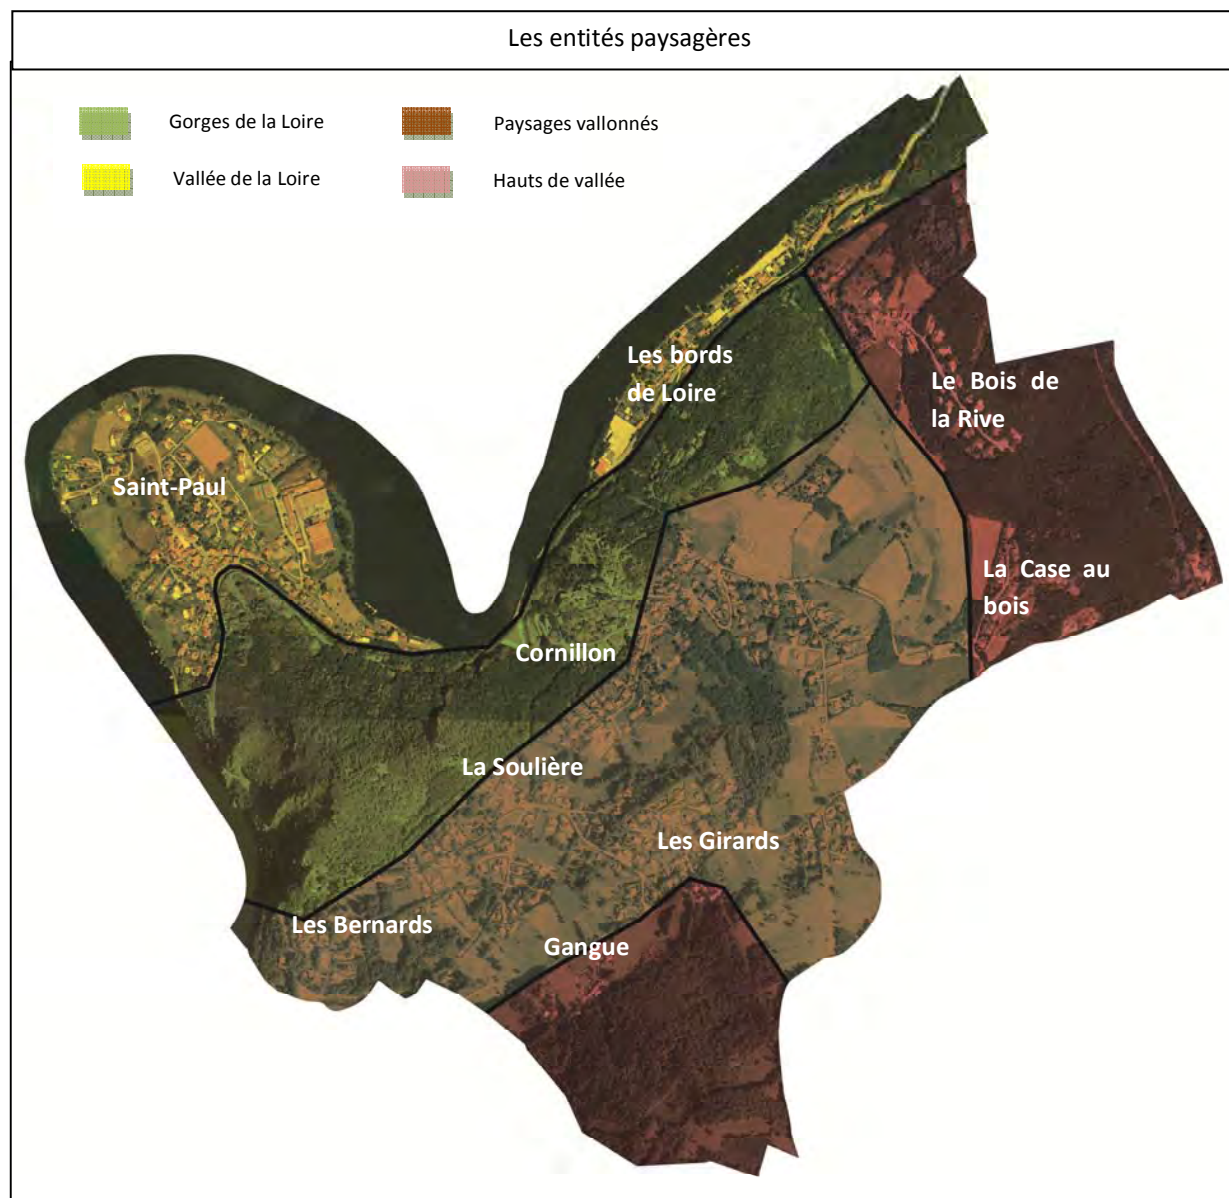 Les entités paysagères
Gorges de la Loire
Paysages vallonnés
Vallée de la Loire
Hauts de vallée
Les bords
de Loire
Le Bois de
la Rive
Saint-Paul
La Case au
bois
Cornillon
La Soulière
Les Girards
Les Bernards
Gangue